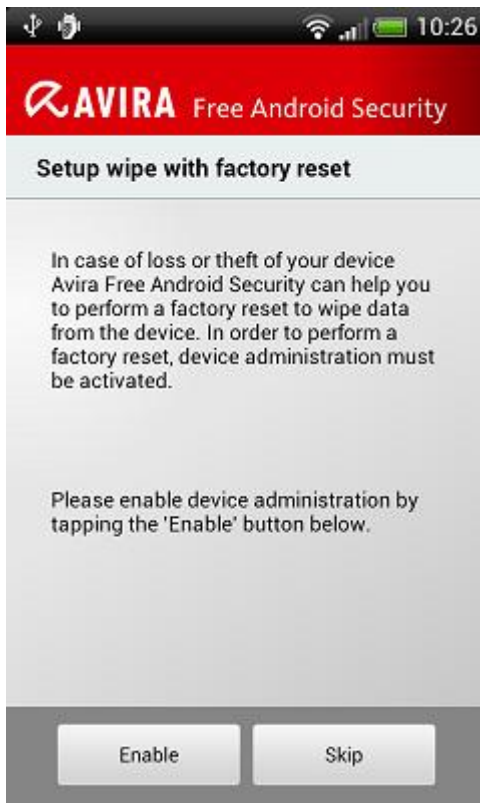 10:26
AVIRA Free Android Security
Setup wipe with factory reset
In case of loss or theft of your device
Avira Free Android Security can help you
to perform a factory reset to wipe data
from the device. In order to perform a
factory reset, device administration must
be activated.
Please enable device administration by
tapping the 'Enable' button below.
Enable Skip